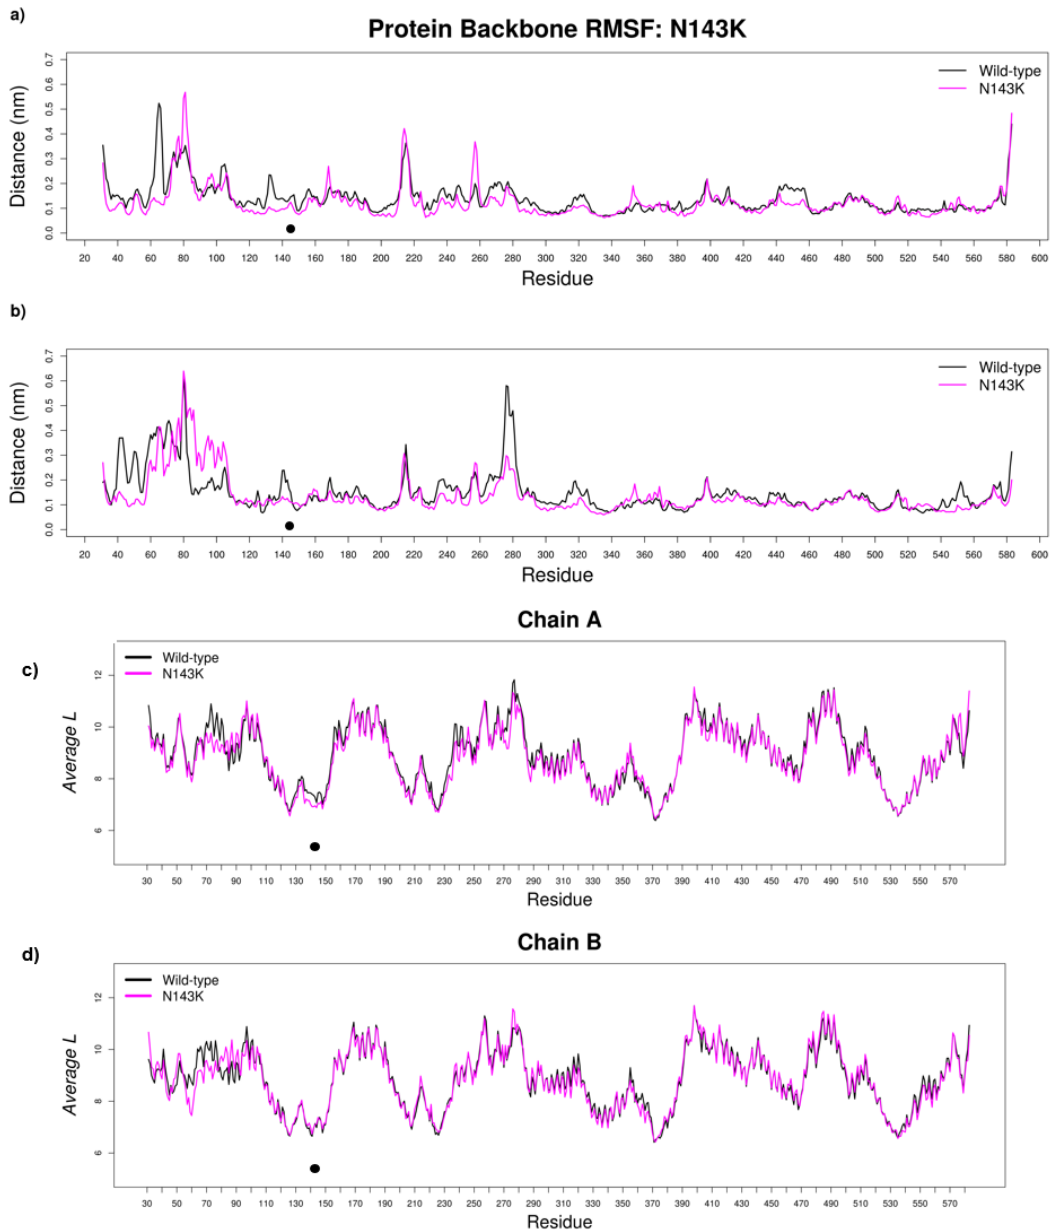 a)
Protein Backbone RMSF: N143K
Distance (nm)
0.7
0.6
0.5
0.4
0.3
0.2
0.1
0.0
Wild-type
N143K
20 40 60 80 100 120 140 160 180 200 220 240 260 280 300 320 340 360 380 400 420 440 460 480 500 520 540 560 580 600
Residue
b)
Distance (nm)
0.7
0.6
0.5
0.4
0.3
0.2
0.1
0.0
Wild-type
N143K
20 40 60 80 100 120 140 160 180 200 220 240 260 280 300 320 340 360 380 400 420 440 460 480 500 520 540 560 580 600
Residue
Chain A
c)
Average L
12
10
8
6
Wild-type
N143K
30 50 70 90 110 130 150 170 190 210 230 250 270 290 310 330 350 370 390 410 430 450 470 490 510 530 550 570
Residue
Chain B
d)
Average L
12
10
8
6
Wild-type
N143K
30 50 70 90 110 130 150 170 190 210 230 250 270 290 310 330 350 370 390 410 430 450 470 490 510 530 550 570
Residue